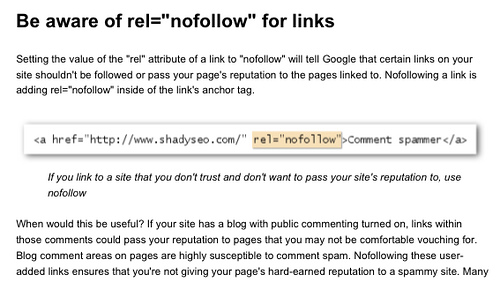 Be aware of rel="nofollow" for links
Setting the value of the "rel" attribute of a link to "nofollow" will tell Google that certain links on your
site shouldn't be followed or pass your page's reputation to the pages linked to. Nofollowing a link is
adding rel="nofollow" inside of the link's anchor tag.
<a href="http://www.shadyseo.com/" rel="nofollow">Comment spammer</a>
If you link to a site that you don't trust and don't want to pass your site's reputation to, use
nofollow
When would this be useful? If your site has a blog with public commenting turned on, links within
those comments could pass your reputation to pages that you may not be comfortable vouching for.
Blog comment areas on pages are highly susceptible to comment spam. Nofollowing these user-
added links ensures that you're not giving your page's hard-earned reputation to a spammy site. Many